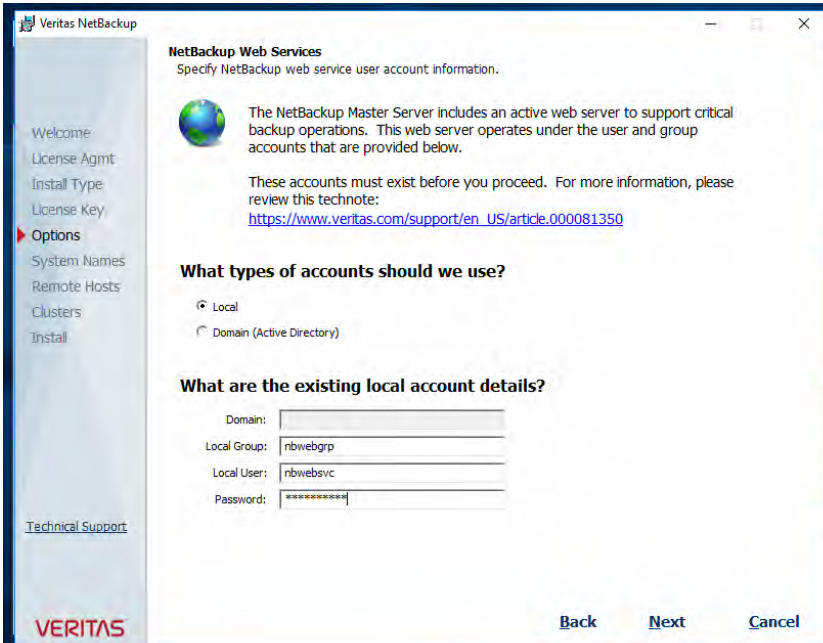 Veritas NetBackup
NetBackup Web Services
Specify NetBackup web service user account information.
The NetBackup Master Server includes an active web server to support critical
backup operations. This web server operates under the user and group
accounts that are provided below.
These accounts must exist before you proceed. For more information, please
review this technote:
https://www.veritas.com/support/en_US/article.000081350
Welcome
License Agmt
Install Type
License Key
Options
System Names
Remote Hosts
Clusters
Install
What types of accounts should we use?
Local
Domain (Active Directory)
What are the existing local account details?
Domain:
Local Group: nbwebgrp
Local User: nbwebsvc
Password: **********
Technical Support
VERITAS
Back Next Cancel